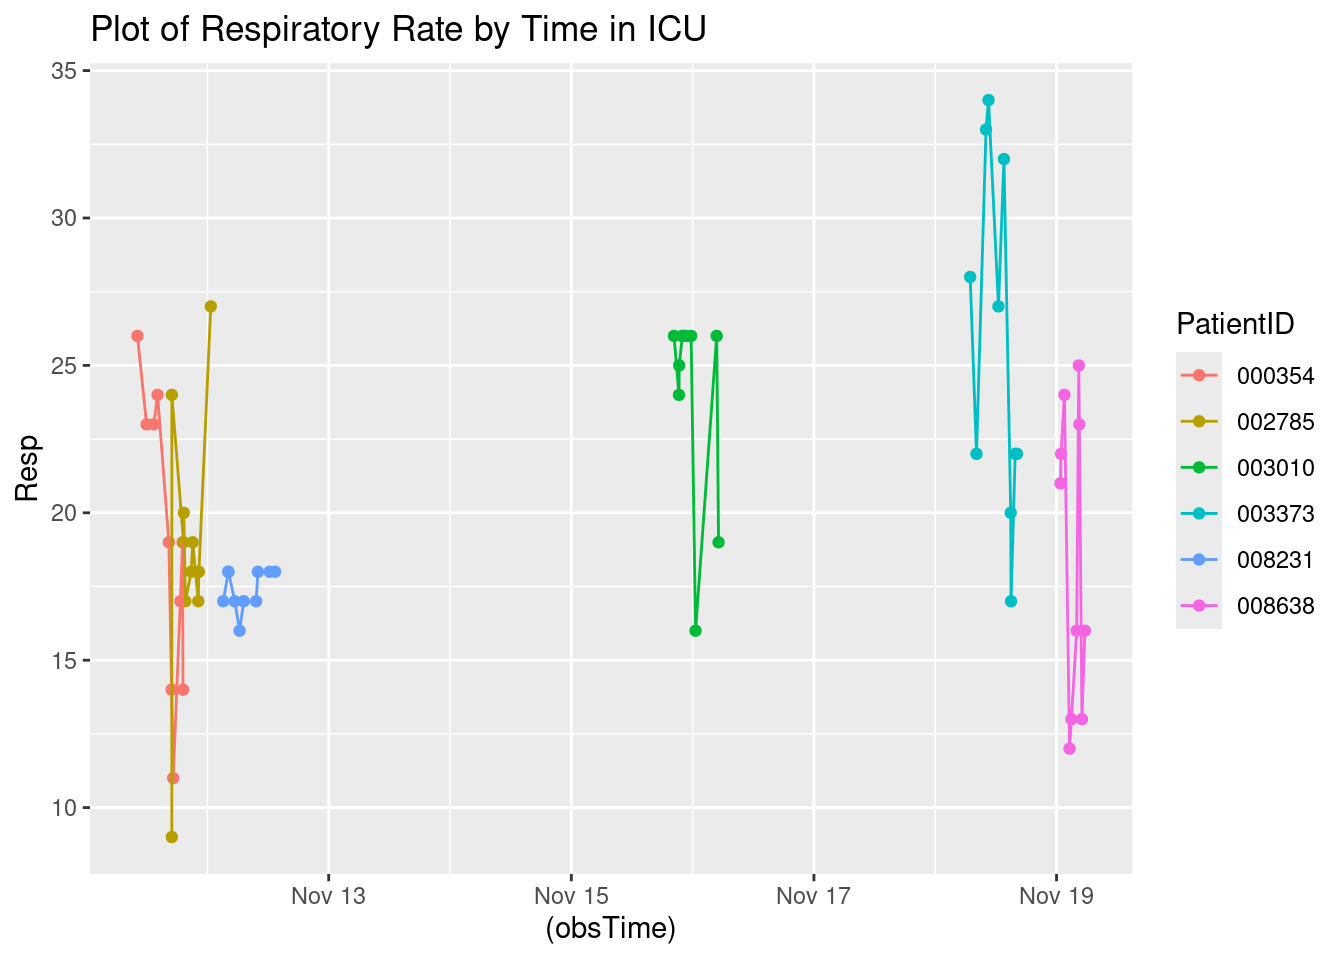 Plot of Respiratory Rate by Time in ICU
35
30
25
20
15
10
Resp
Nov 13
Nov 15
Nov 17
Nov 19
(obsTime)
PatientID
000354
002785
003010
003373
008231
008638